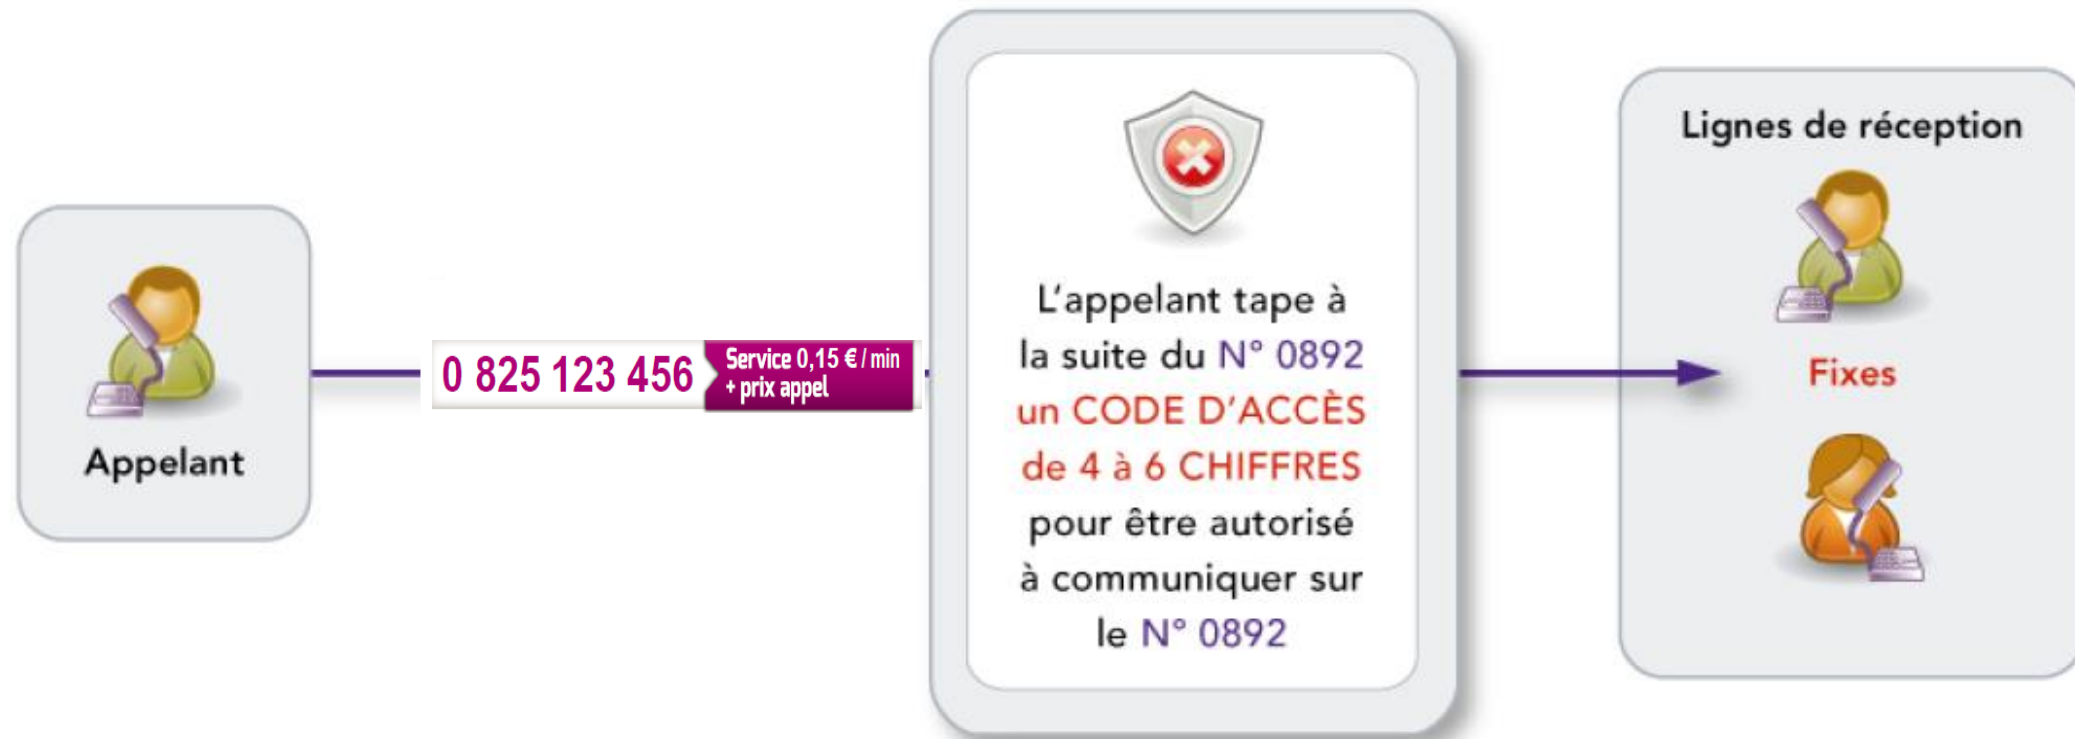 Appelant
0 825 123 456
Service 0,15 € / min
+ prix appel
L'appelant tape à
la suite du N° 0892
un CODE D'ACCÈS
de 4 à 6 CHIFFRES
pour être autorisé
à communiquer sur
le N° 0892
Lignes de réception
Fixes